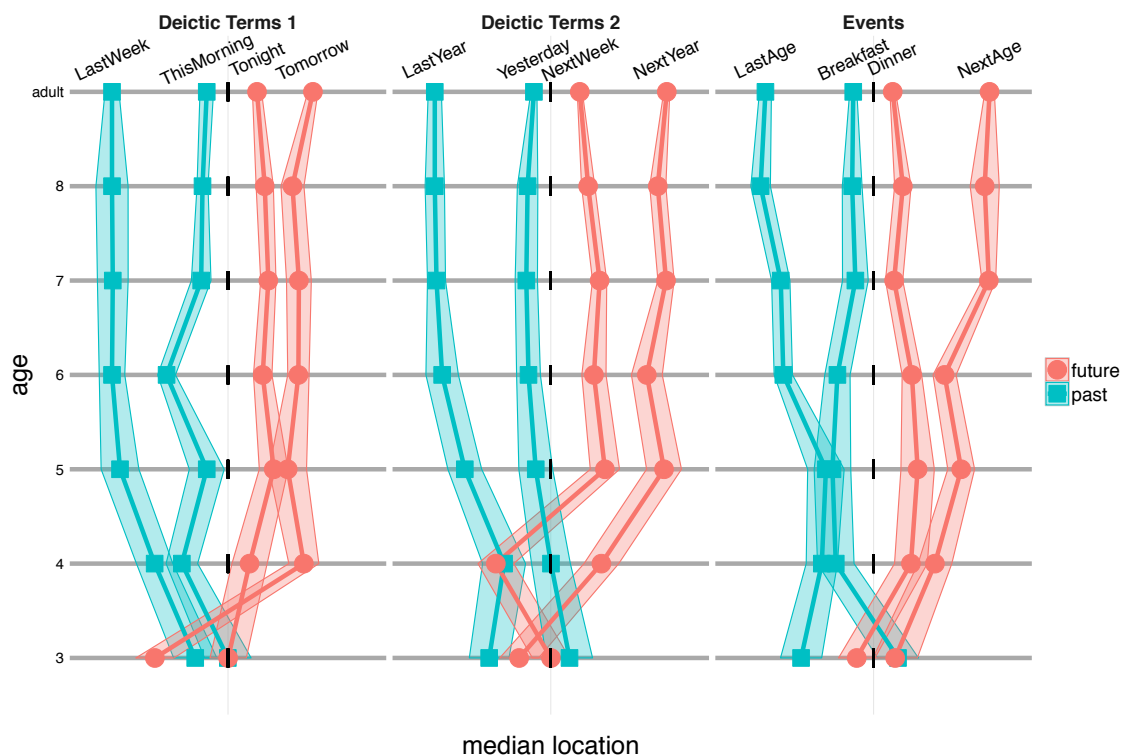 Deictic Terms 1 Deictic Terms 2 Events
LastWeek ThisMorning Tonight Tomorrow LastYear Yesterday NextWeek NextYear LastAge Breakfast Dinner NextAge
adult
8
7
6
5
4
3
age
future
past
median location